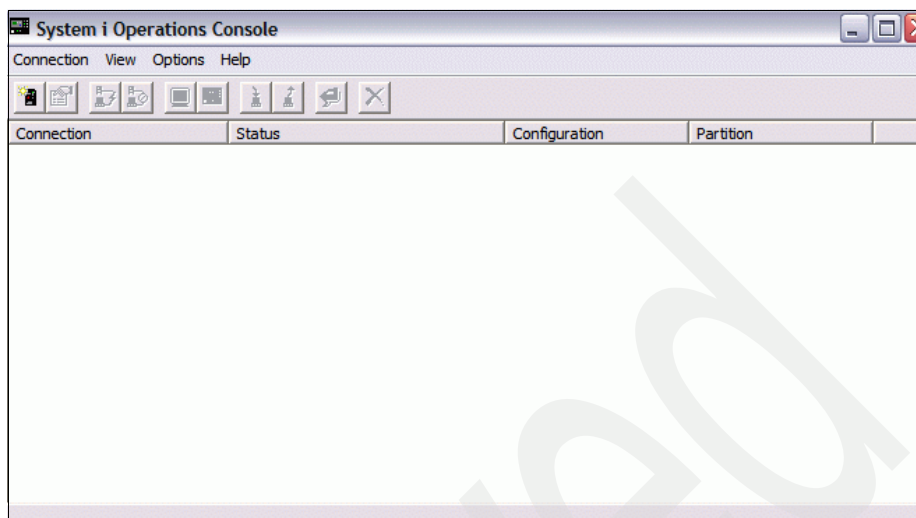 System i Operations Console
Connection View Options Help
Connection Status Configuration Partition